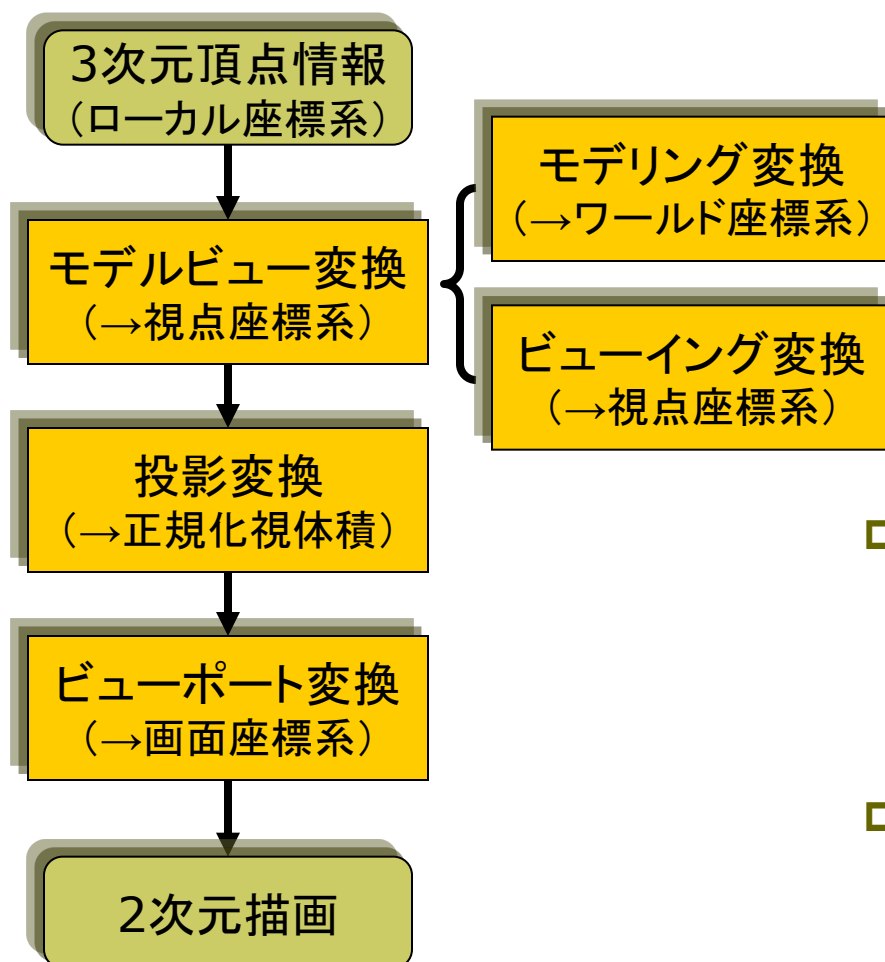 3次元頂点情報
（ローカル座標系）
モデルビュー変換
（→視点座標系）
モデリング変換
（→ワールド座標系）
ビューイング変換
（→視点座標系）
投影変換
（→正規化視体積）
ビューポート変換
（→画面座標系）
2次元描画